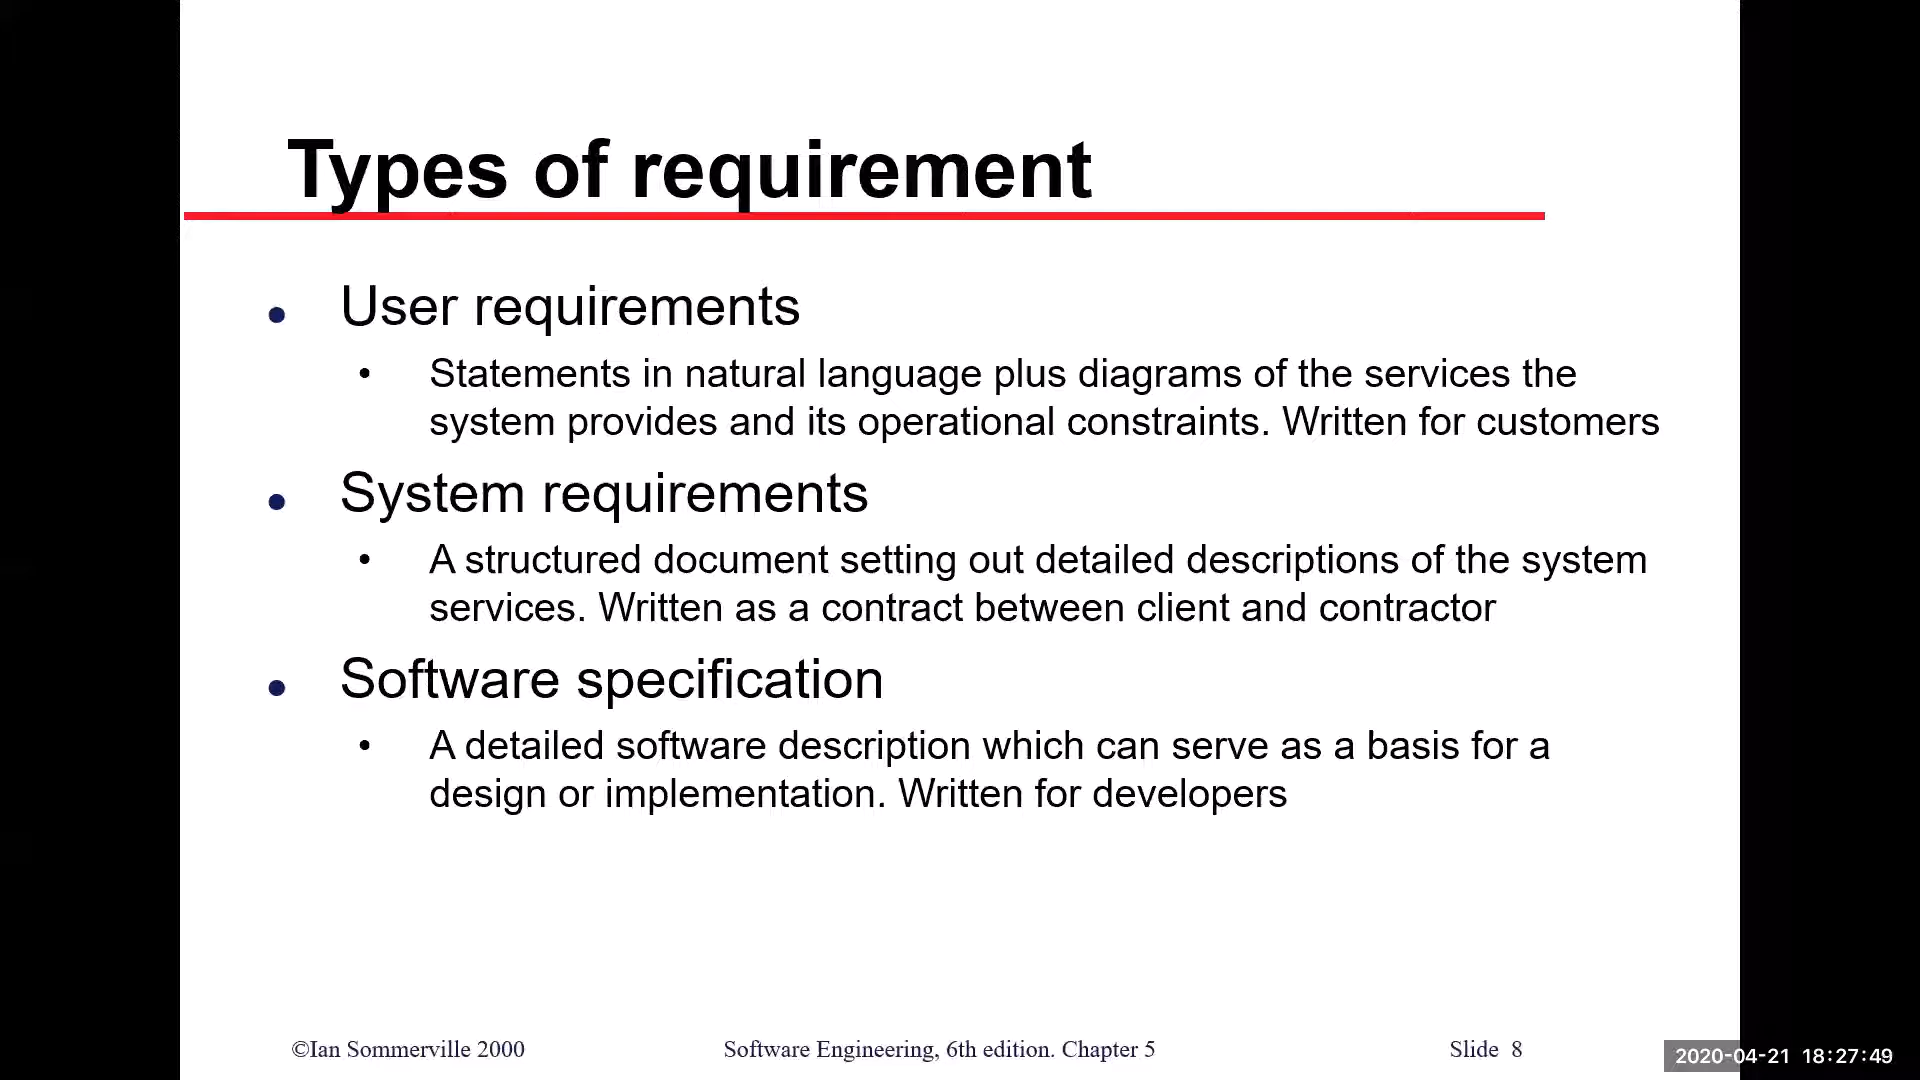 Types of requirement
• User requirements
• Statements in natural language plus diagrams of the services the
system provides and its operational constraints. Written for customers
• System requirements
• A structured document setting out detailed descriptions of the system
services. Written as a contract between client and contractor
• Software specification
• A detailed software description which can serve as a basis for a
design or implementation. Written for developers
©Ian Sommerville 2000
Software Engineering, 6th edition. Chapter 5
Slide 8
2020-04-21 18:27:49